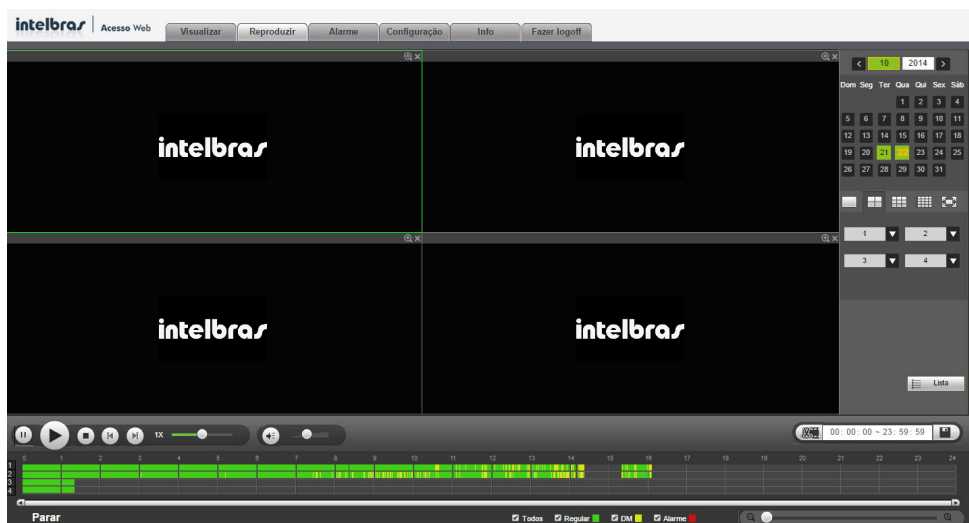 intelbras Acesso Web Visualizar Reproduzir Alarme Configuração Info Fazer logoff
10 2014
Dom Seg Ter Qua Qui Sex Sáb
1 2 3 4
5 6 7 8 9 10 11
12 13 14 15 16 17 18
19 20 21 22 23 24 25
26 27 28 29 30 31
intelbras intelbras
1 2
3 4
intelbras intelbras
Lista
1X 00: 00: 00 ~ 23: 59: 59
0 1 2 3 4 5 6 7 8 9 10 11 12 13 14 15 16 17 18 19 20 21 22 23 24
1
2
3
4
Parar Todos Regular DM Alarme